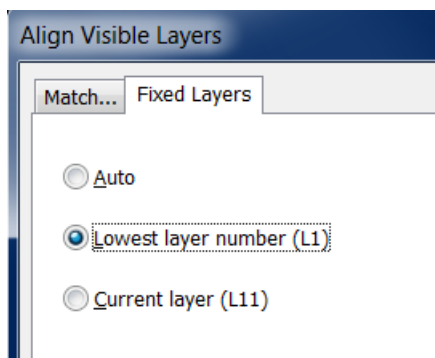 Align Visible Layers
Match... Fixed Layers
Auto
Lowest layer number (L1)
Current layer (L11)